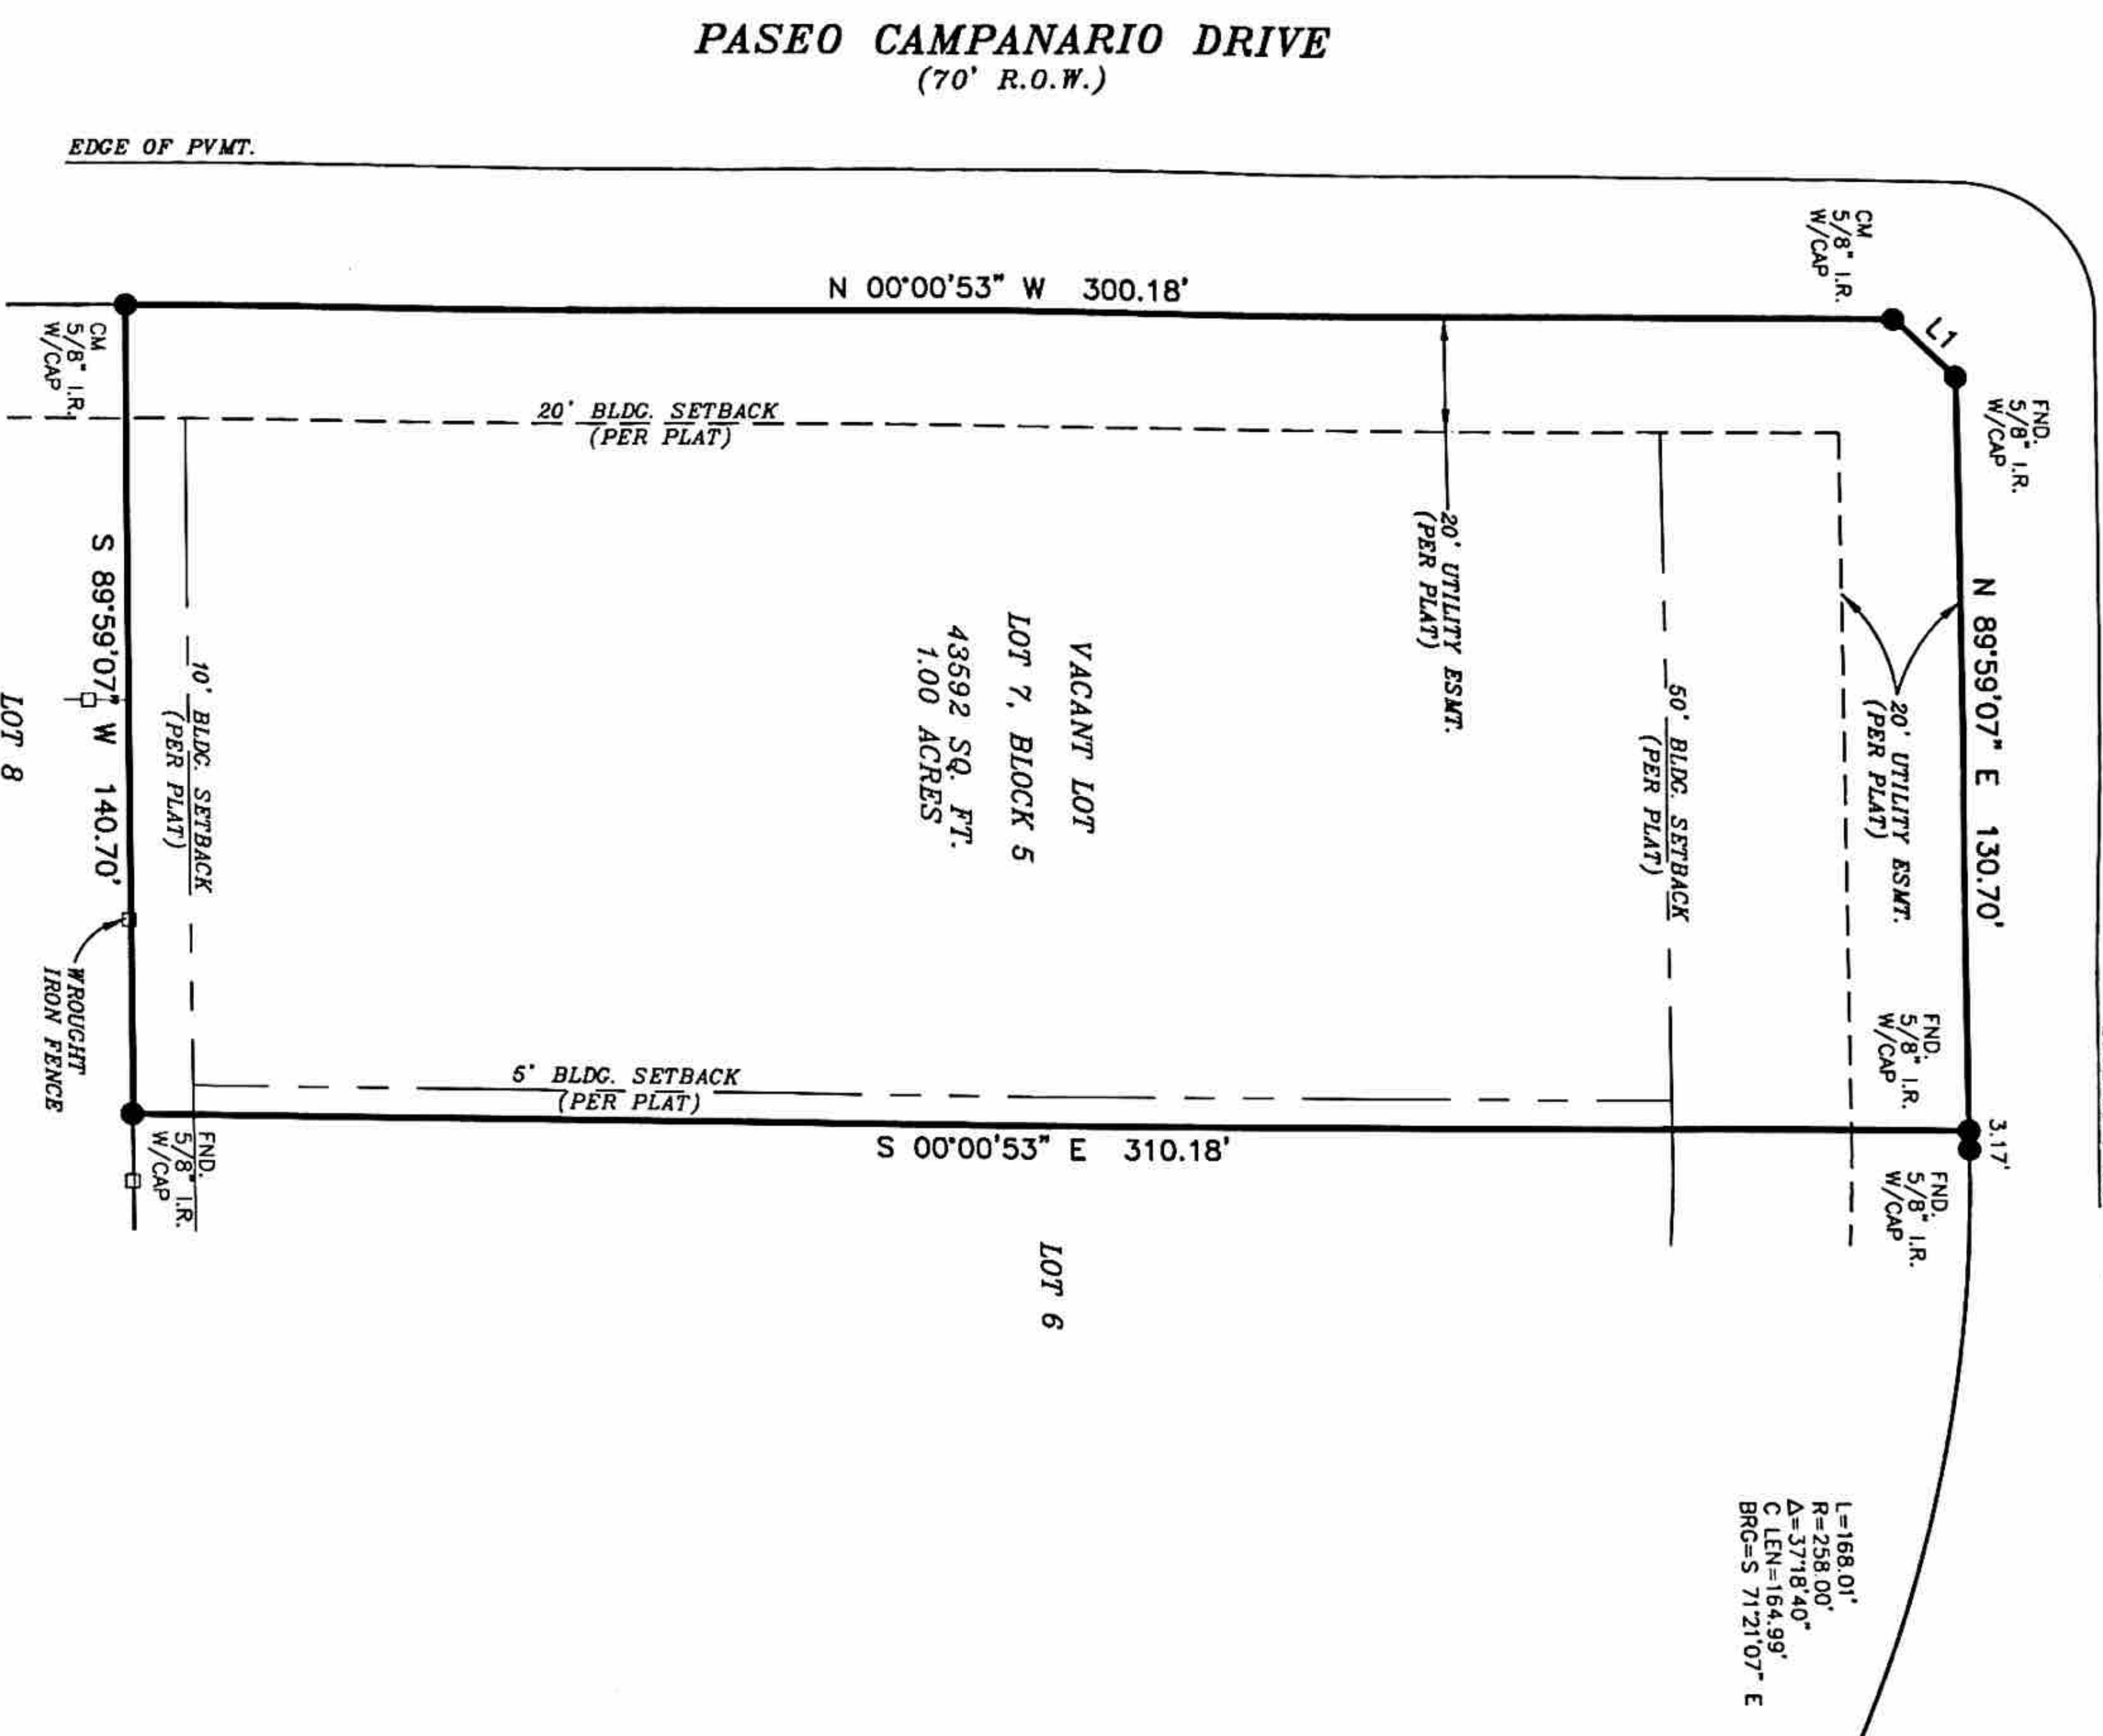 PASEO CAMPANARIO DRIVE
(70' R.O.W.)
EDGE OF PVMT.
CM
5/8" I.R.
W/CAP
L1
FND.
5/8" I.R.
W/CAP
N 00°00'53" W 300.18'
CM
5/8" I.R.
W/CAP
20' BLDG. SETBACK
(PER PLAT)
20' UTILITY ESMT.
(PER PLAT)
N 89°59'07" E 130.70'
20' UTILITY ESMT.
(PER PLAT)
50' BLDG. SETBACK
(PER PLAT)
VACANT LOT
LOT 7, BLOCK 5
43592 SQ. FT.
1.00 ACRES
10' BLDG. SETBACK
(PER PLAT)
S 89°59'07" W 140.70'
LOT 8
WROUGHT
IRON FENCE
5' BLDG. SETBACK
(PER PLAT)
S 00°00'53" E 310.18'
FND.
5/8" I.R.
W/CAP
3.17'
FND.
5/8" I.R.
W/CAP
FND.
5/8" I.R.
W/CAP
LOT 6
L=168.01'
R=258.00'
Δ=37°18'40"
C LEN=164.99'
BRG=S 71°21'07" E